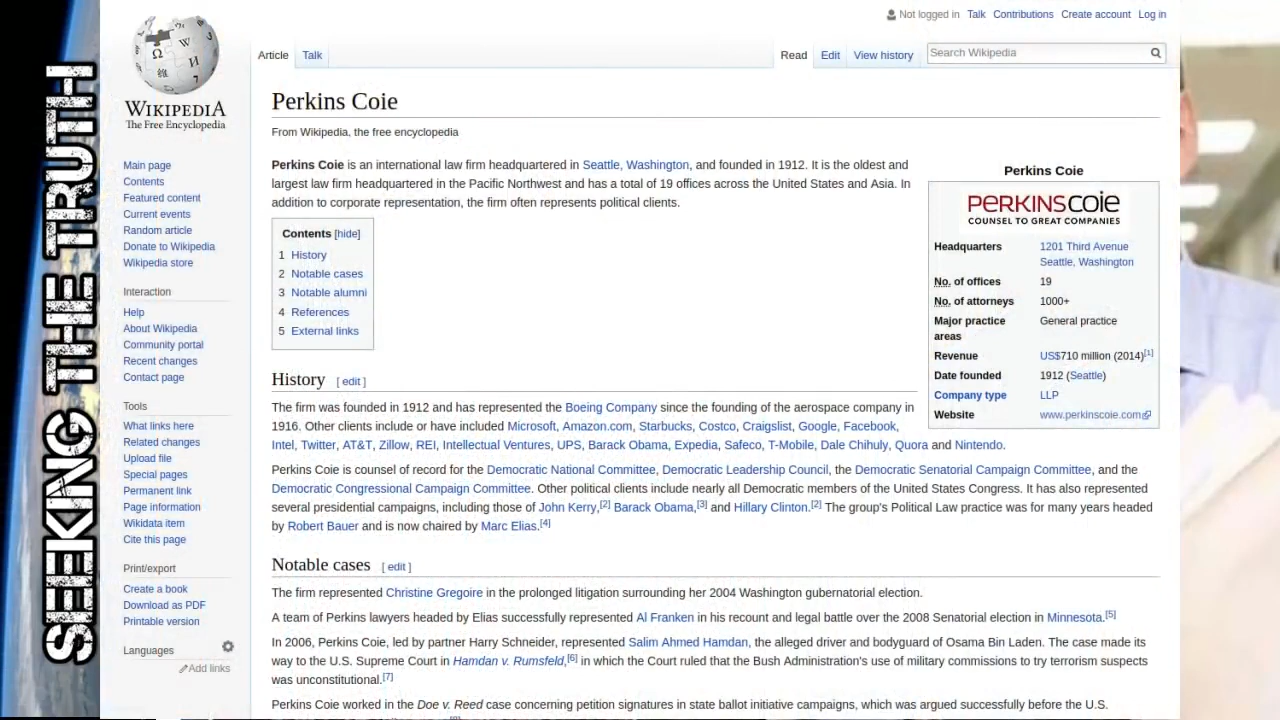 SEEKING THE TRUTH
WIKIPEDIA
The Free Encyclopedia
Main page
Contents
Featured content
Current events
Random article
Donate to Wikipedia
Wikipedia store
Interaction
Help
About Wikipedia
Community portal
Recent changes
Contact page
Tools
What links here
Related changes
Upload file
Special pages
Permanent link
Page information
Wikidata item
Cite this page
Print/export
Create a book
Download as PDF
Printable version
Languages
Add links
Not logged in Talk Contributions Create account Log in
Article Talk Read Edit View history Search Wikipedia
Perkins Coie
From Wikipedia, the free encyclopedia
Perkins Coie is an international law firm headquartered in Seattle, Washington, and founded in 1912. It is the oldest and
largest law firm headquartered in the Pacific Northwest and has a total of 19 offices across the United States and Asia. In
addition to corporate representation, the firm often represents political clients.
Contents [hide]
1 History
2 Notable cases
3 Notable alumni
4 References
5 External links
Perkins Coie
PERKINSCOIE
COUNSEL TO GREAT COMPANIES
Headquarters 1201 Third Avenue
Seattle, Washington
No. of offices 19
No. of attorneys 1000+
Major practice General practice
areas
Revenue US$710 million (2014)[1]
Date founded 1912 (Seattle)
Company type LLP
Website www.perkinscoie.com
History [ edit ]
The firm was founded in 1912 and has represented the Boeing Company since the founding of the aerospace company in
1916. Other clients include or have included Microsoft, Amazon.com, Starbucks, Costco, Craigslist, Google, Facebook,
Intel, Twitter, AT&T, Zillow, REI, Intellectual Ventures, UPS, Barack Obama, Expedia, Safeco, T-Mobile, Dale Chihuly, Quora and Nintendo.
Perkins Coie is counsel of record for the Democratic National Committee, Democratic Leadership Council, the Democratic Senatorial Campaign Committee, and the
Democratic Congressional Campaign Committee. Other political clients include nearly all Democratic members of the United States Congress. It has also represented
several presidential campaigns, including those of John Kerry,[2] Barack Obama,[3] and Hillary Clinton.[2] The group's Political Law practice was for many years headed
by Robert Bauer and is now chaired by Marc Elias.[4]
Notable cases [ edit ]
The firm represented Christine Gregoire in the prolonged litigation surrounding her 2004 Washington gubernatorial election.
A team of Perkins lawyers headed by Elias successfully represented Al Franken in his recount and legal battle over the 2008 Senatorial election in Minnesota.[5]
In 2006, Perkins Coie, led by partner Harry Schneider, represented Salim Ahmed Hamdan, the alleged driver and bodyguard of Osama Bin Laden. The case made its
way to the U.S. Supreme Court in Hamdan v. Rumsfeld,[6] in which the Court ruled that the Bush Administration's use of military commissions to try terrorism suspects
was unconstitutional.[7]
Perkins Coie worked in the Doe v. Reed case concerning petition signatures in state ballot initiative campaigns, which was argued successfully before the U.S.